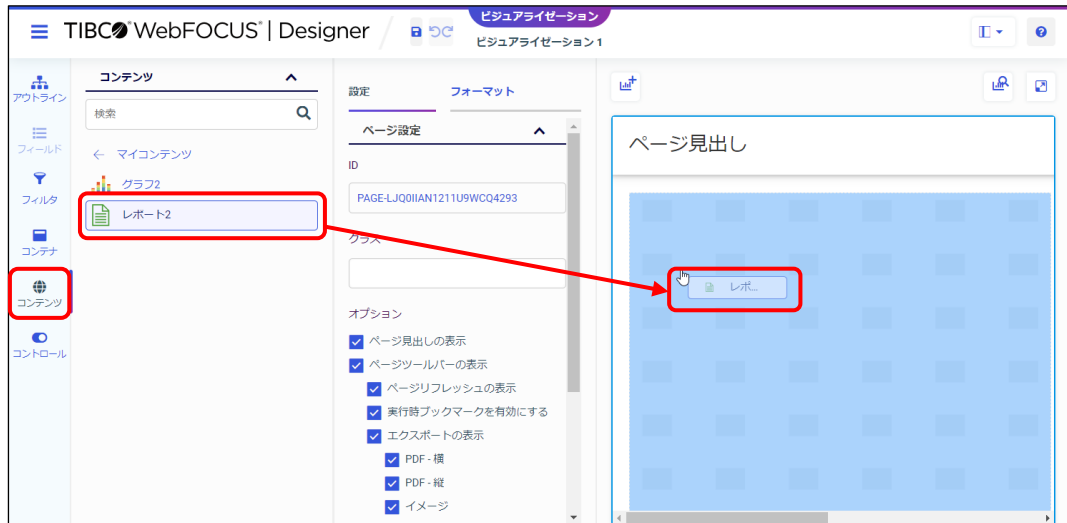 ビジュアライゼーション
TIBCO WebFOCUS® | Designer
ビジュアライゼーション 1
アウトライン
フィールド
フィルタ
コンテナ
コンテンツ
コントロール
コンテンツ
検索
← マイコンテンツ
グラフ2
レポート2
設定
フォーマット
ページ設定
ID
PAGE-LJQ0IIAN1211U9WCQ4293
クラス
オプション
ページ見出しの表示
ページツールバーの表示
ページリフレッシュの表示
実行時ブックマークを有効にする
エクスポートの表示
PDF - 横
PDF - 縦
イメージ
ページ見出し
レポ...